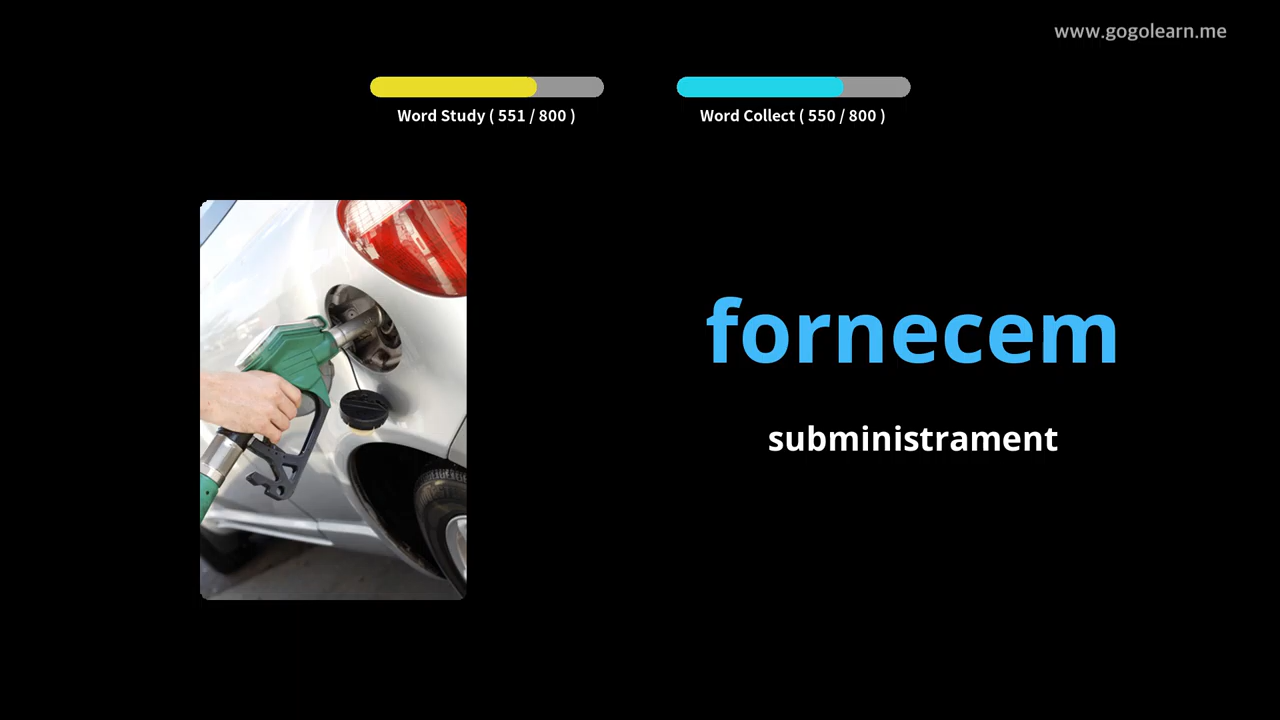 www.gogolearn.me
Word Study ( 551 / 800 )
Word Collect ( 550 / 800 )
fornecem
subministrament